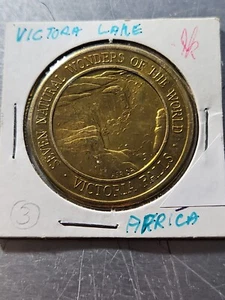 VICTORA LAKE
SEVEN NATURAL WONDERS OF THE WORLD
· VICTORIA FALLS ·
3
AFRICA